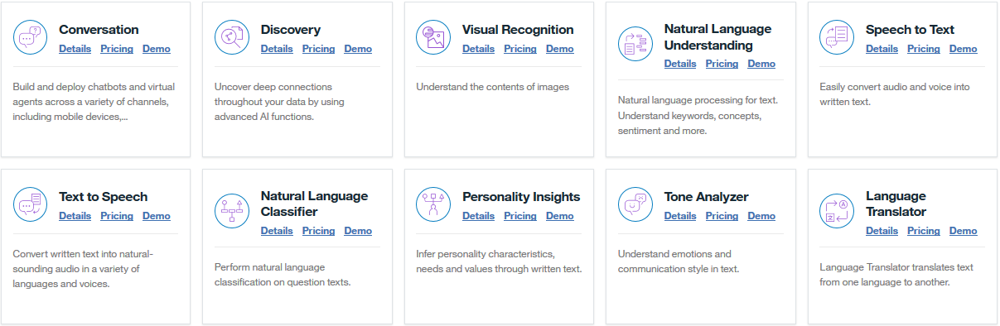 Conversation
Details Pricing Demo
Build and deploy chatbots and virtual
agents across a variety of channels,
including mobile devices,...
Discovery
Details Pricing Demo
Uncover deep connections
throughout your data by using
advanced AI functions.
Visual Recognition
Details Pricing Demo
Understand the contents of images
Natural Language
Understanding
Details Pricing Demo
Natural language processing for text.
Understand keywords, concepts,
sentiment and more.
Speech to Text
Details Pricing Demo
Easily convert audio and voice into
written text.
Text to Speech
Details Pricing Demo
Convert written text into natural-
sounding audio in a variety of
languages and voices.
Natural Language
Classifier
Details Pricing Demo
Perform natural language
classification on question texts.
Personality Insights
Details Pricing Demo
Infer personality characteristics,
needs and values through written text.
Tone Analyzer
Details Pricing Demo
Understand emotions and
communication style in text.
Language
Translator
Details Pricing Demo
Language Translator translates text
from one language to another.